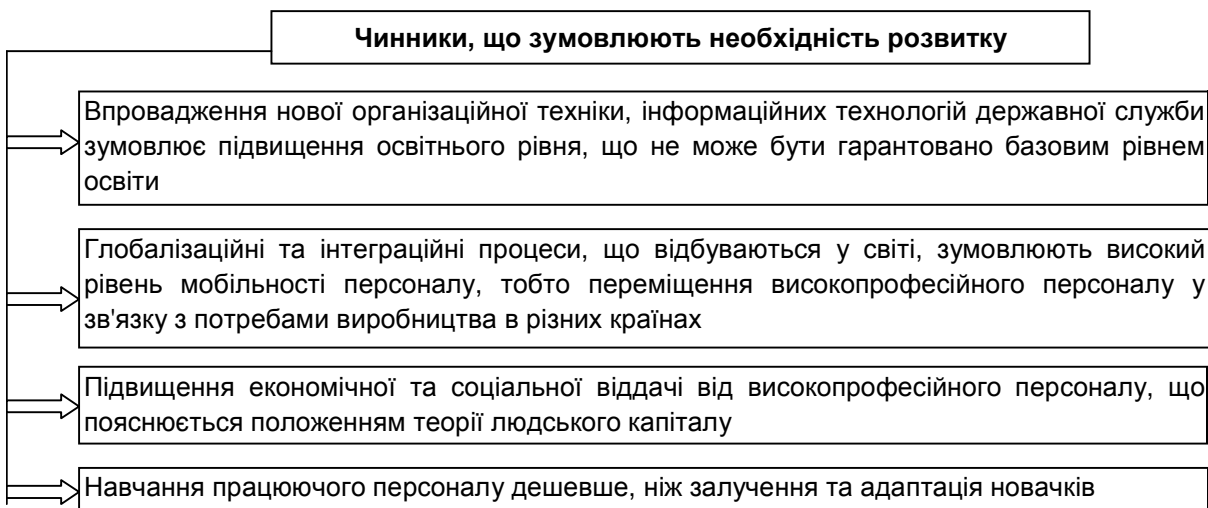 Чинники, що зумовлюють необхідність розвитку
Впровадження нової організаційної техніки, інформаційних технологій державної служби
зумовлює підвищення освітнього рівня, що не може бути гарантовано базовим рівнем
освіти
Глобалізаційні та інтеграційні процеси, що відбуваються у світі, зумовлюють високий
рівень мобільності персоналу, тобто переміщення високопрофесійного персоналу у
зв'язку з потребами виробництва в різних країнах
Підвищення економічної та соціальної віддачі від високопрофесійного персоналу, що
пояснюється положенням теорії людського капіталу
Навчання працюючого персоналу дешевше, ніж залучення та адаптація новачків